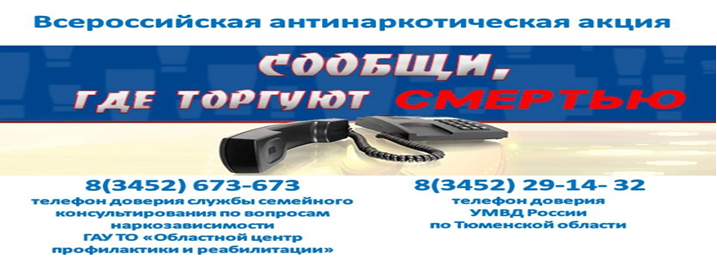 Всероссийская антинаркотическая акция
СООБЩИ,
ГДЕ ТОРГУЮТ СМЕРТЬЮ
8(3452) 673-673
телефон доверия службы семейного
консультирования по вопросам
наркозависимости
ГАУ ТО «Областной центр
профилактики и реабилитации»
8(3452) 29-14- 32
телефон доверия
УМВД России
по Тюменской области